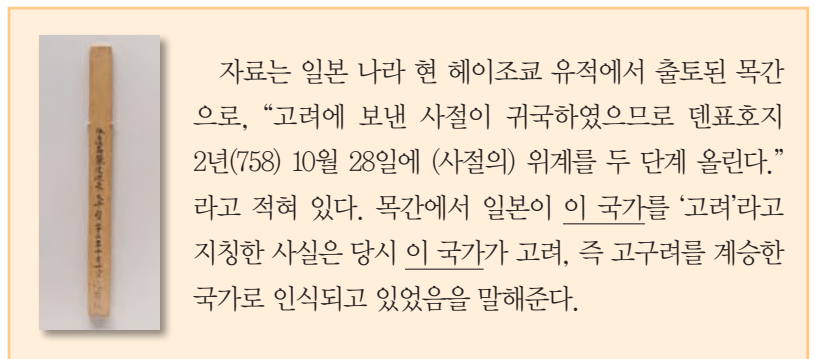 자료는 일본 나라 현 헤이조쿄 유적에서 출토된 목간
으로, “고려에 보낸 사절이 귀국하였으므로 덴표호지
2년(758) 10월 28일에 (사절의) 위계를 두 단계 올린다.”
라고 적혀 있다. 목간에서 일본이 이 국가를 ‘고려’라고
지칭한 사실은 당시 이 국가가 고려, 즉 고구려를 계승한
국가로 인식되고 있었음을 말해준다.